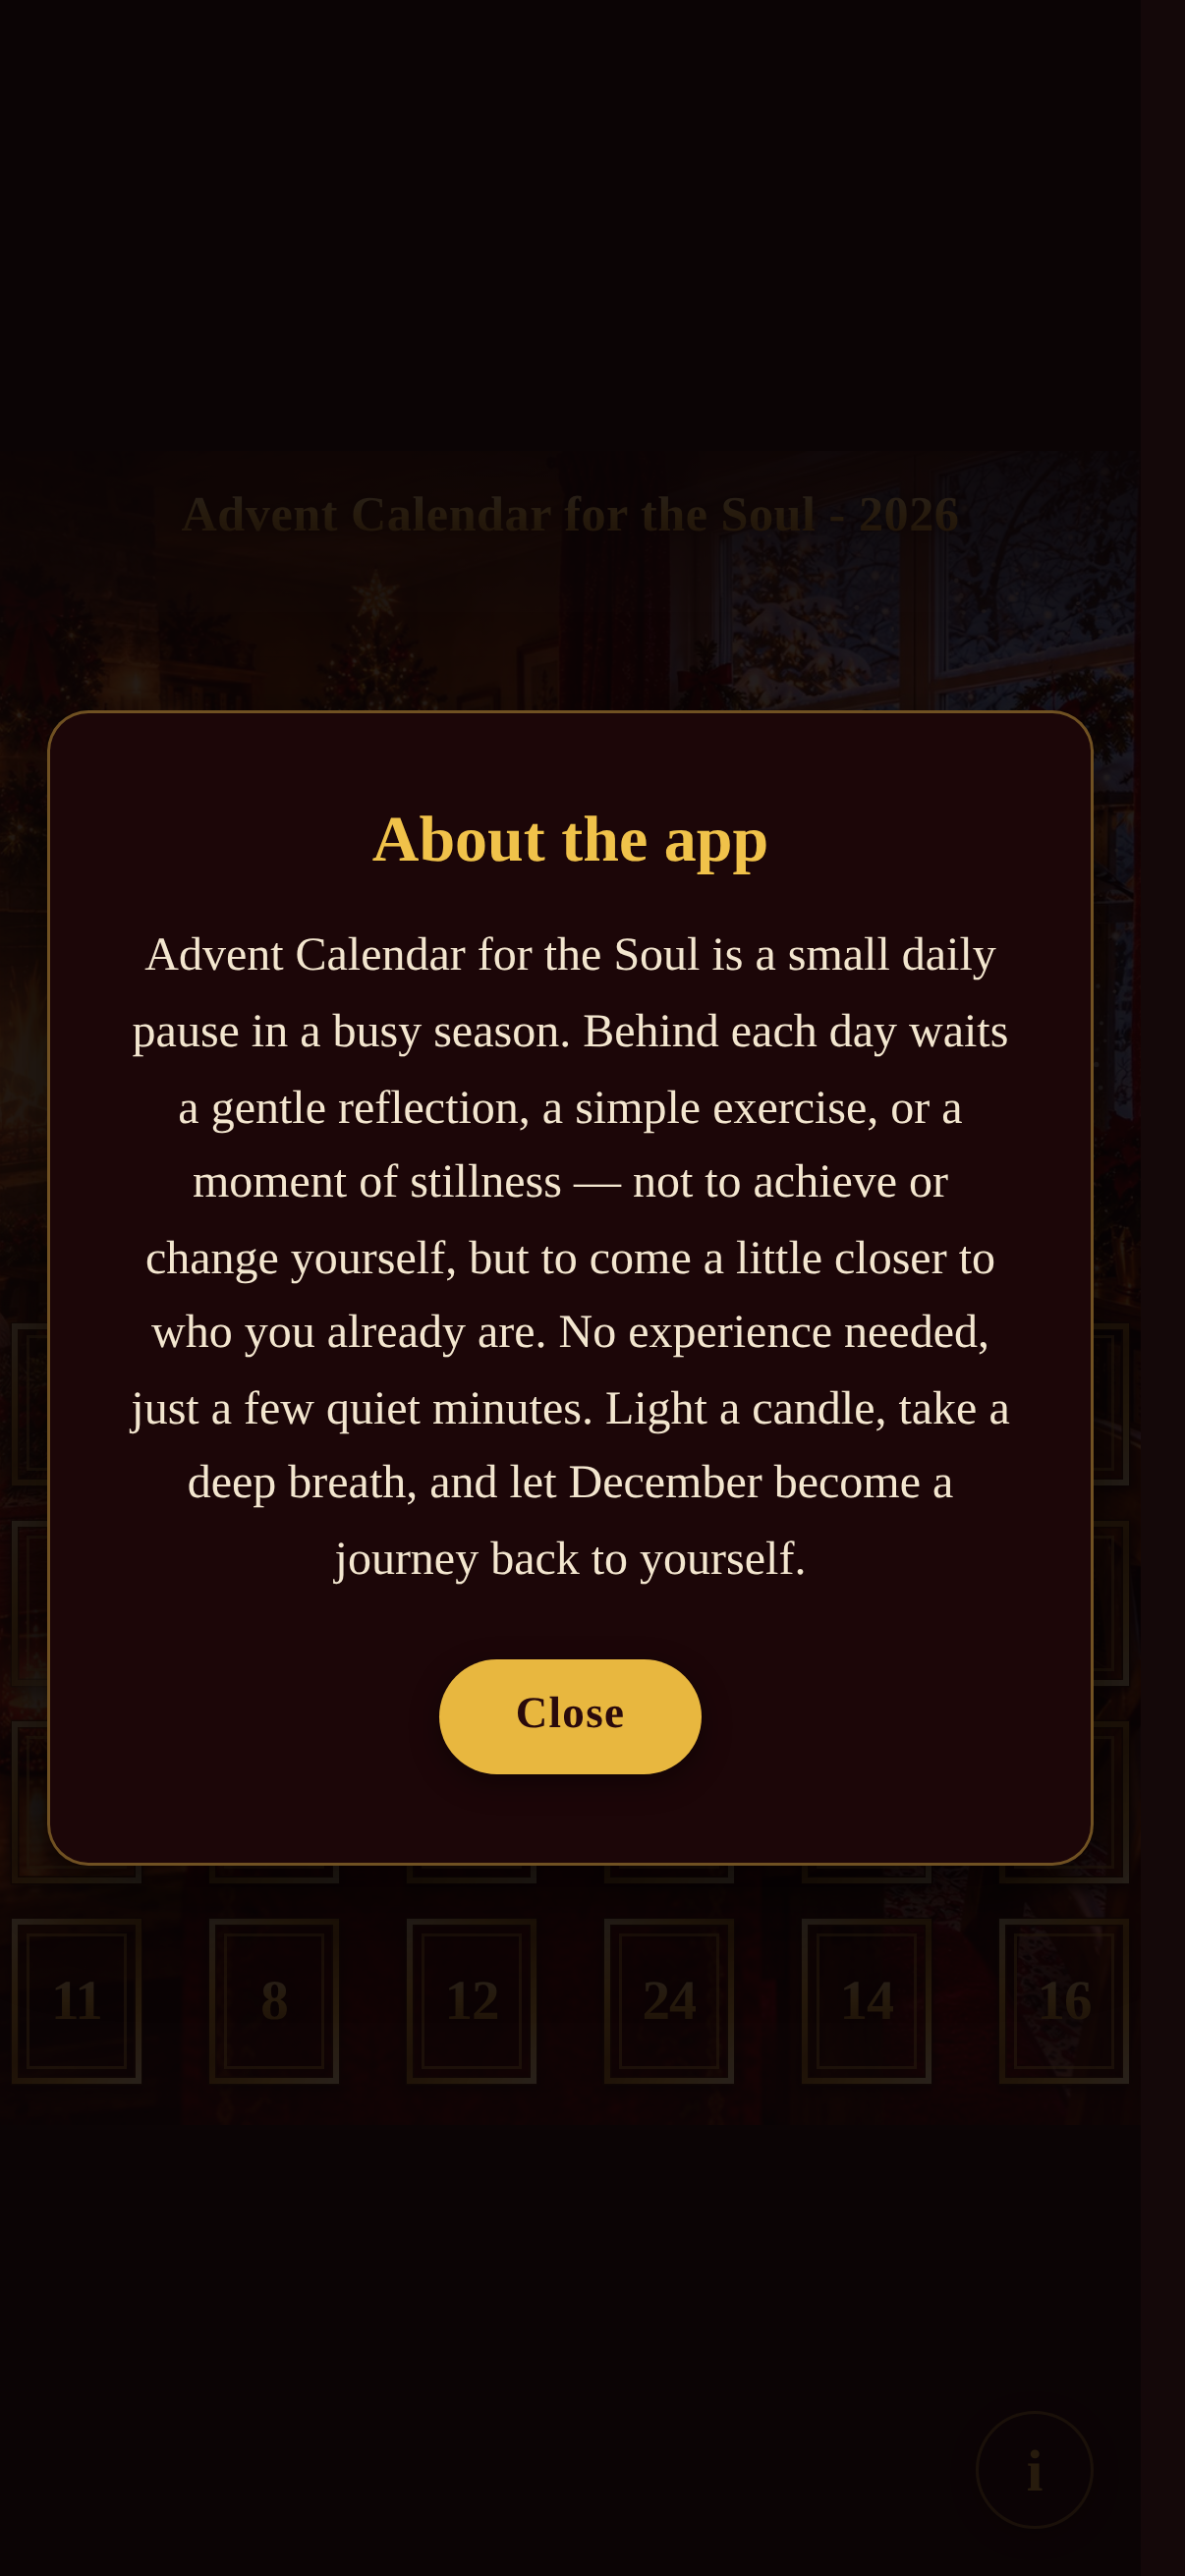 Advent Calendar for the Soul - 2026
About the app
Advent Calendar for the Soul is a small daily
pause in a busy season. Behind each day waits
a gentle reflection, a simple exercise, or a
moment of stillness — not to achieve or
change yourself, but to come a little closer to
who you already are. No experience needed,
just a few quiet minutes. Light a candle, take a
deep breath, and let December become a
journey back to yourself.
Close
11 8 12 24 14 16
i